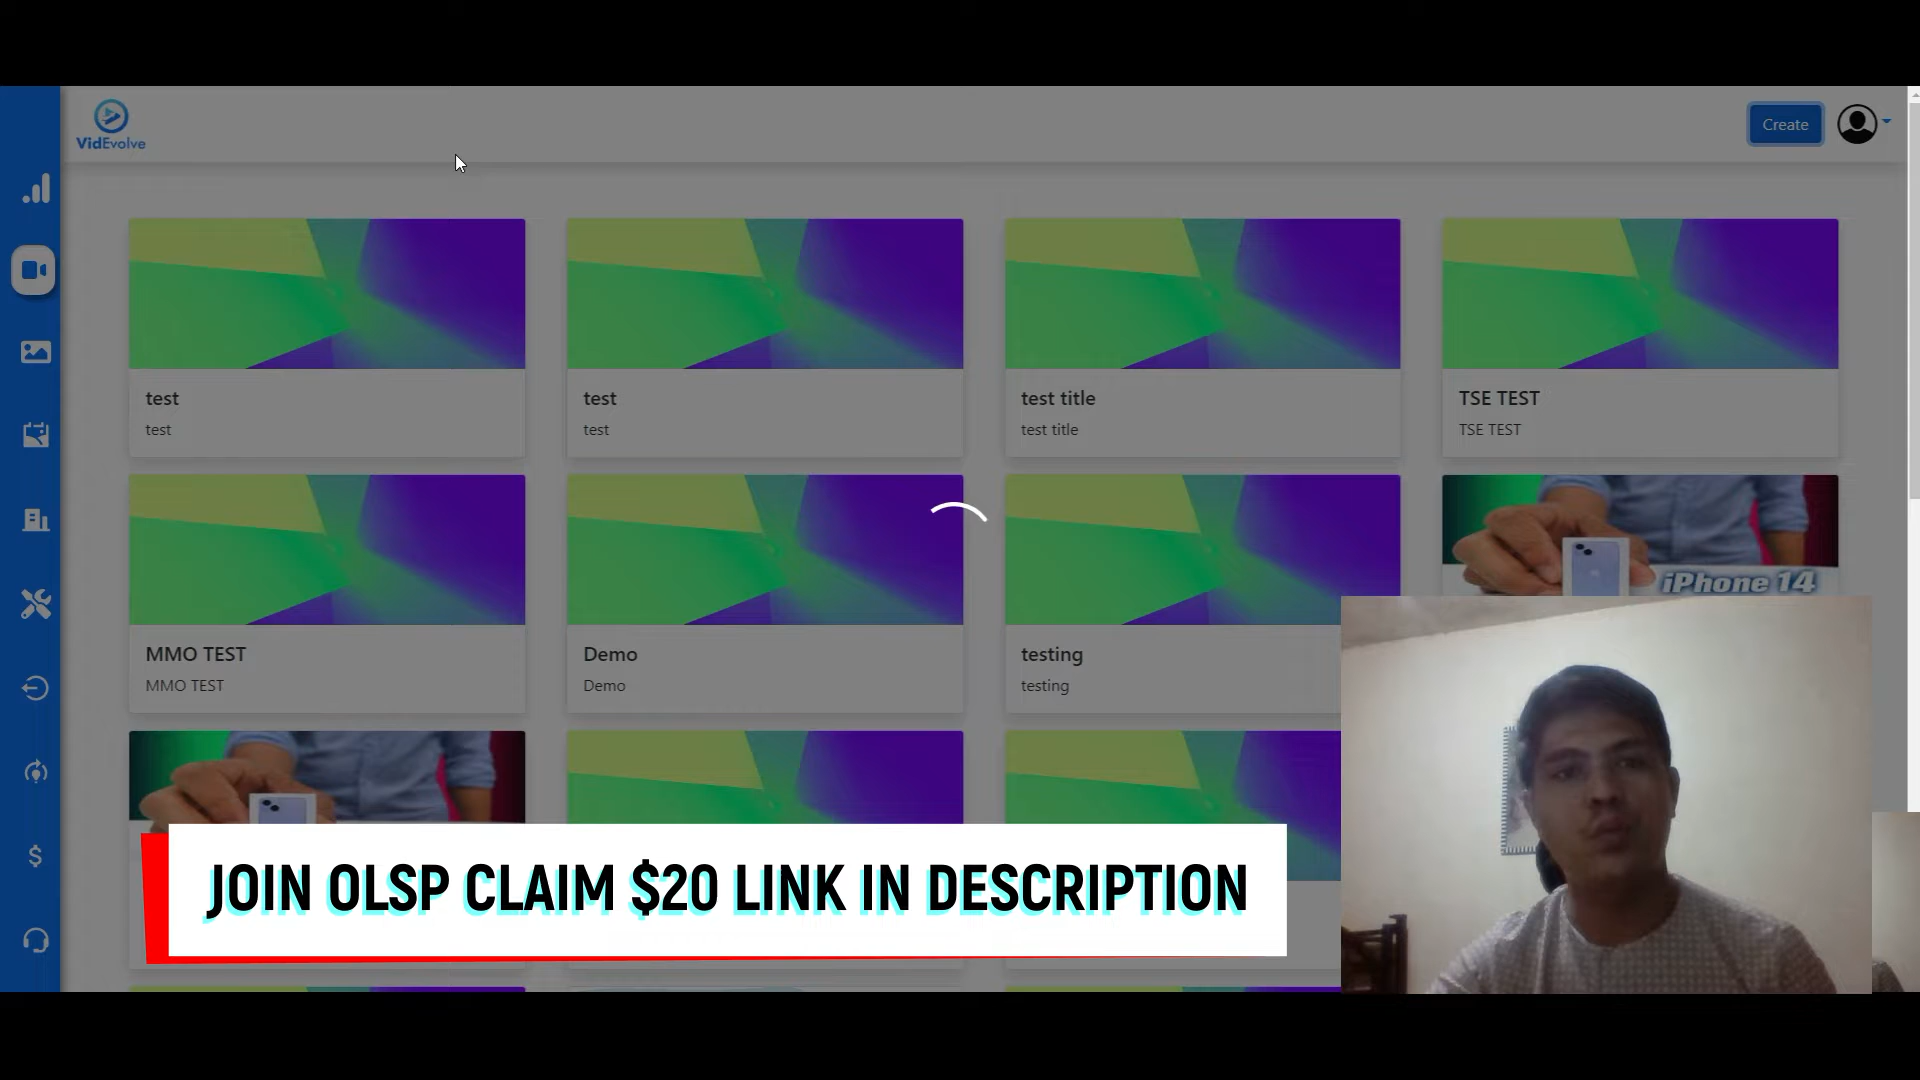 VidEvolve
Create
test
test
test
test
test title
test title
TSE TEST
TSE TEST
MMO TEST
MMO TEST
Demo
Demo
testing
testing
iPhone 14
JOIN OLSP CLAIM $20 LINK IN DESCRIPTION